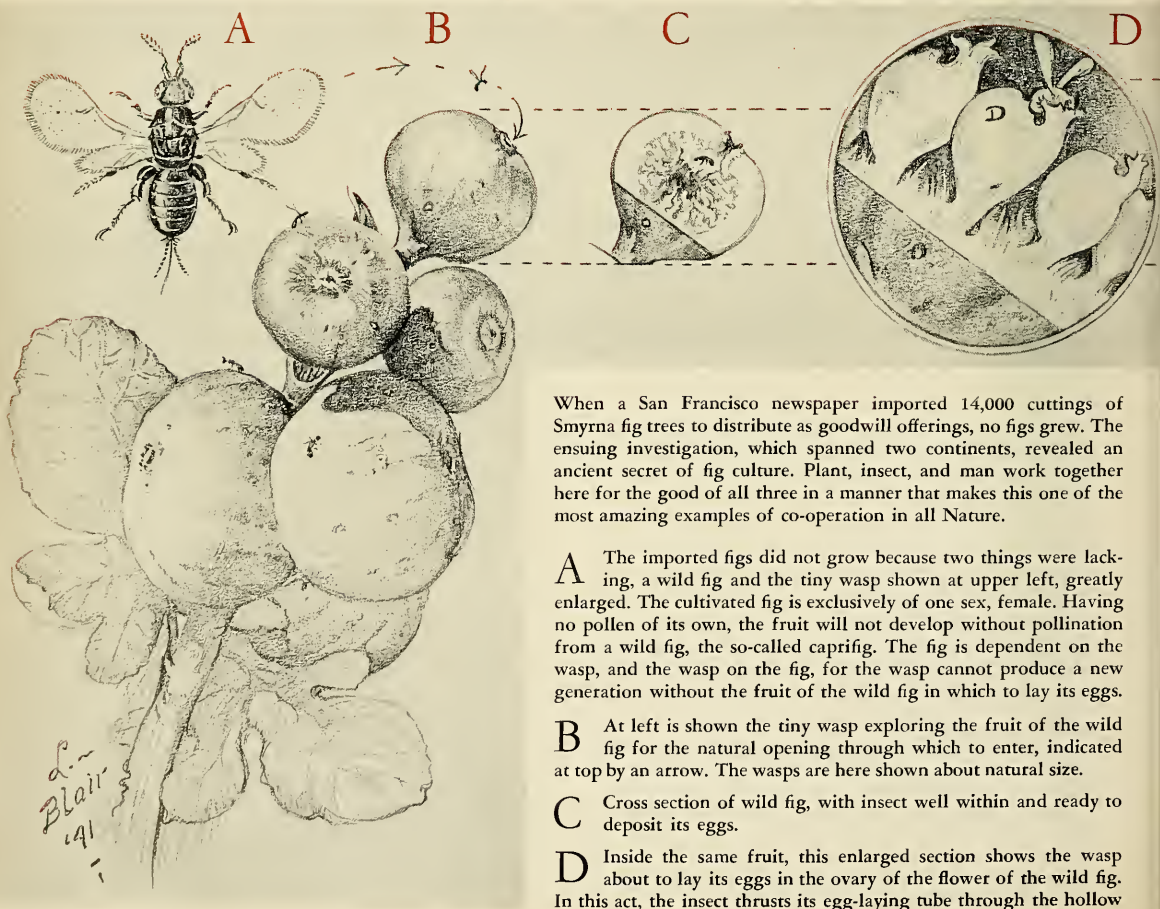 A B C D
D
When a San Francisco newspaper imported 14,000 cuttings of
Smyrna fig trees to distribute as goodwill offerings, no figs grew. The
ensuing investigation, which spanned two continents, revealed an
ancient secret of fig culture. Plant, insect, and man work together
here for the good of all three in a manner that makes this one of the
most amazing examples of co-operation in all Nature.
A The imported figs did not grow because two things were lack-
ing, a wild fig and the tiny wasp shown at upper left, greatly
enlarged. The cultivated fig is exclusively of one sex, female. Having
no pollen of its own, the fruit will not develop without pollination
from a wild fig, the so-called caprifig. The fig is dependent on the
wasp, and the wasp on the fig, for the wasp cannot produce a new
generation without the fruit of the wild fig in which to lay its eggs.
B At left is shown the tiny wasp exploring the fruit of the wild
fig for the natural opening through which to enter, indicated
at top by an arrow. The wasps are here shown about natural size.
C Cross section of wild fig, with insect well within and ready to
deposit its eggs.
D Inside the same fruit, this enlarged section shows the wasp
about to lay its eggs in the ovary of the flower of the wild fig.
In this act, the insect thrusts its egg-laying tube through the hollow
L.
Blair
'41